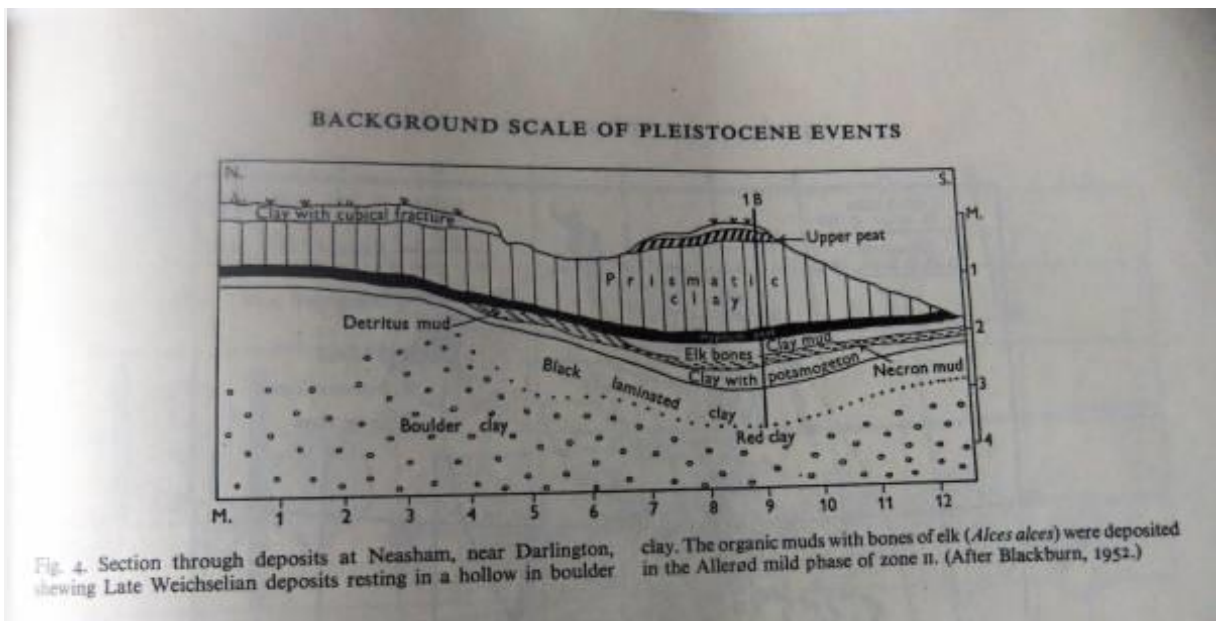 BACKGROUND SCALE OF PLEISTOCENE EVENTS
N.
S.
1 B
M.
Clay with cubical fracture
Upper peat
1
Prismatic
clay
2
Detritus mud
Clay mud
Elk bones
Clay with potamogeton
Necron mud
Black laminated clay
3
Boulder clay
Red clay
4
M. 1 2 3 4 5 6 7 8 9 10 11 12
Fig. 4. Section through deposits at Neasham, near Darlington,
shewing Late Weichselian deposits resting in a hollow in boulder
clay. The organic muds with bones of elk (Alces alces) were deposited
in the Allerød mild phase of zone II. (After Blackburn, 1952.)